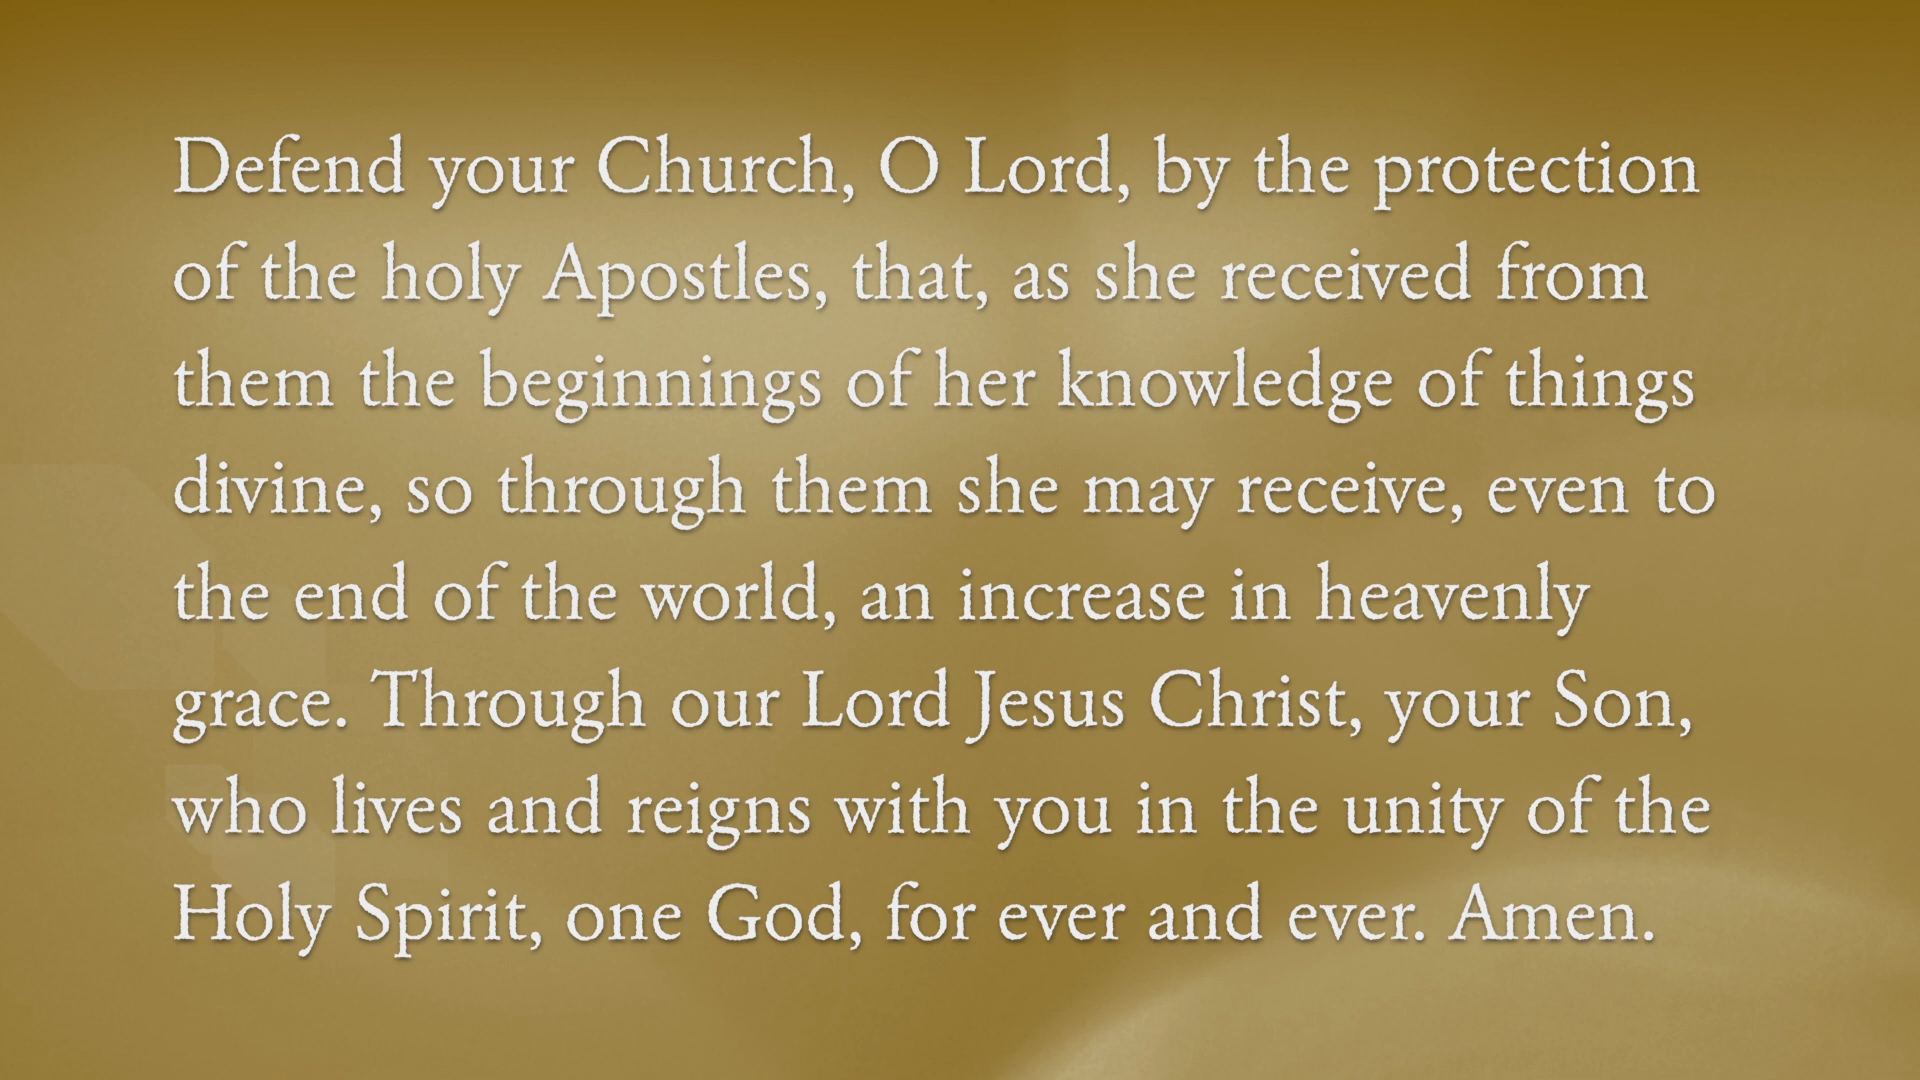 Defend your Church, O Lord, by the protection
of the holy Apostles, that, as she received from
them the beginnings of her knowledge of things
divine, so through them she may receive, even to
the end of the world, an increase in heavenly
grace. Through our Lord Jesus Christ, your Son,
who lives and reigns with you in the unity of the
Holy Spirit, one God, for ever and ever. Amen.